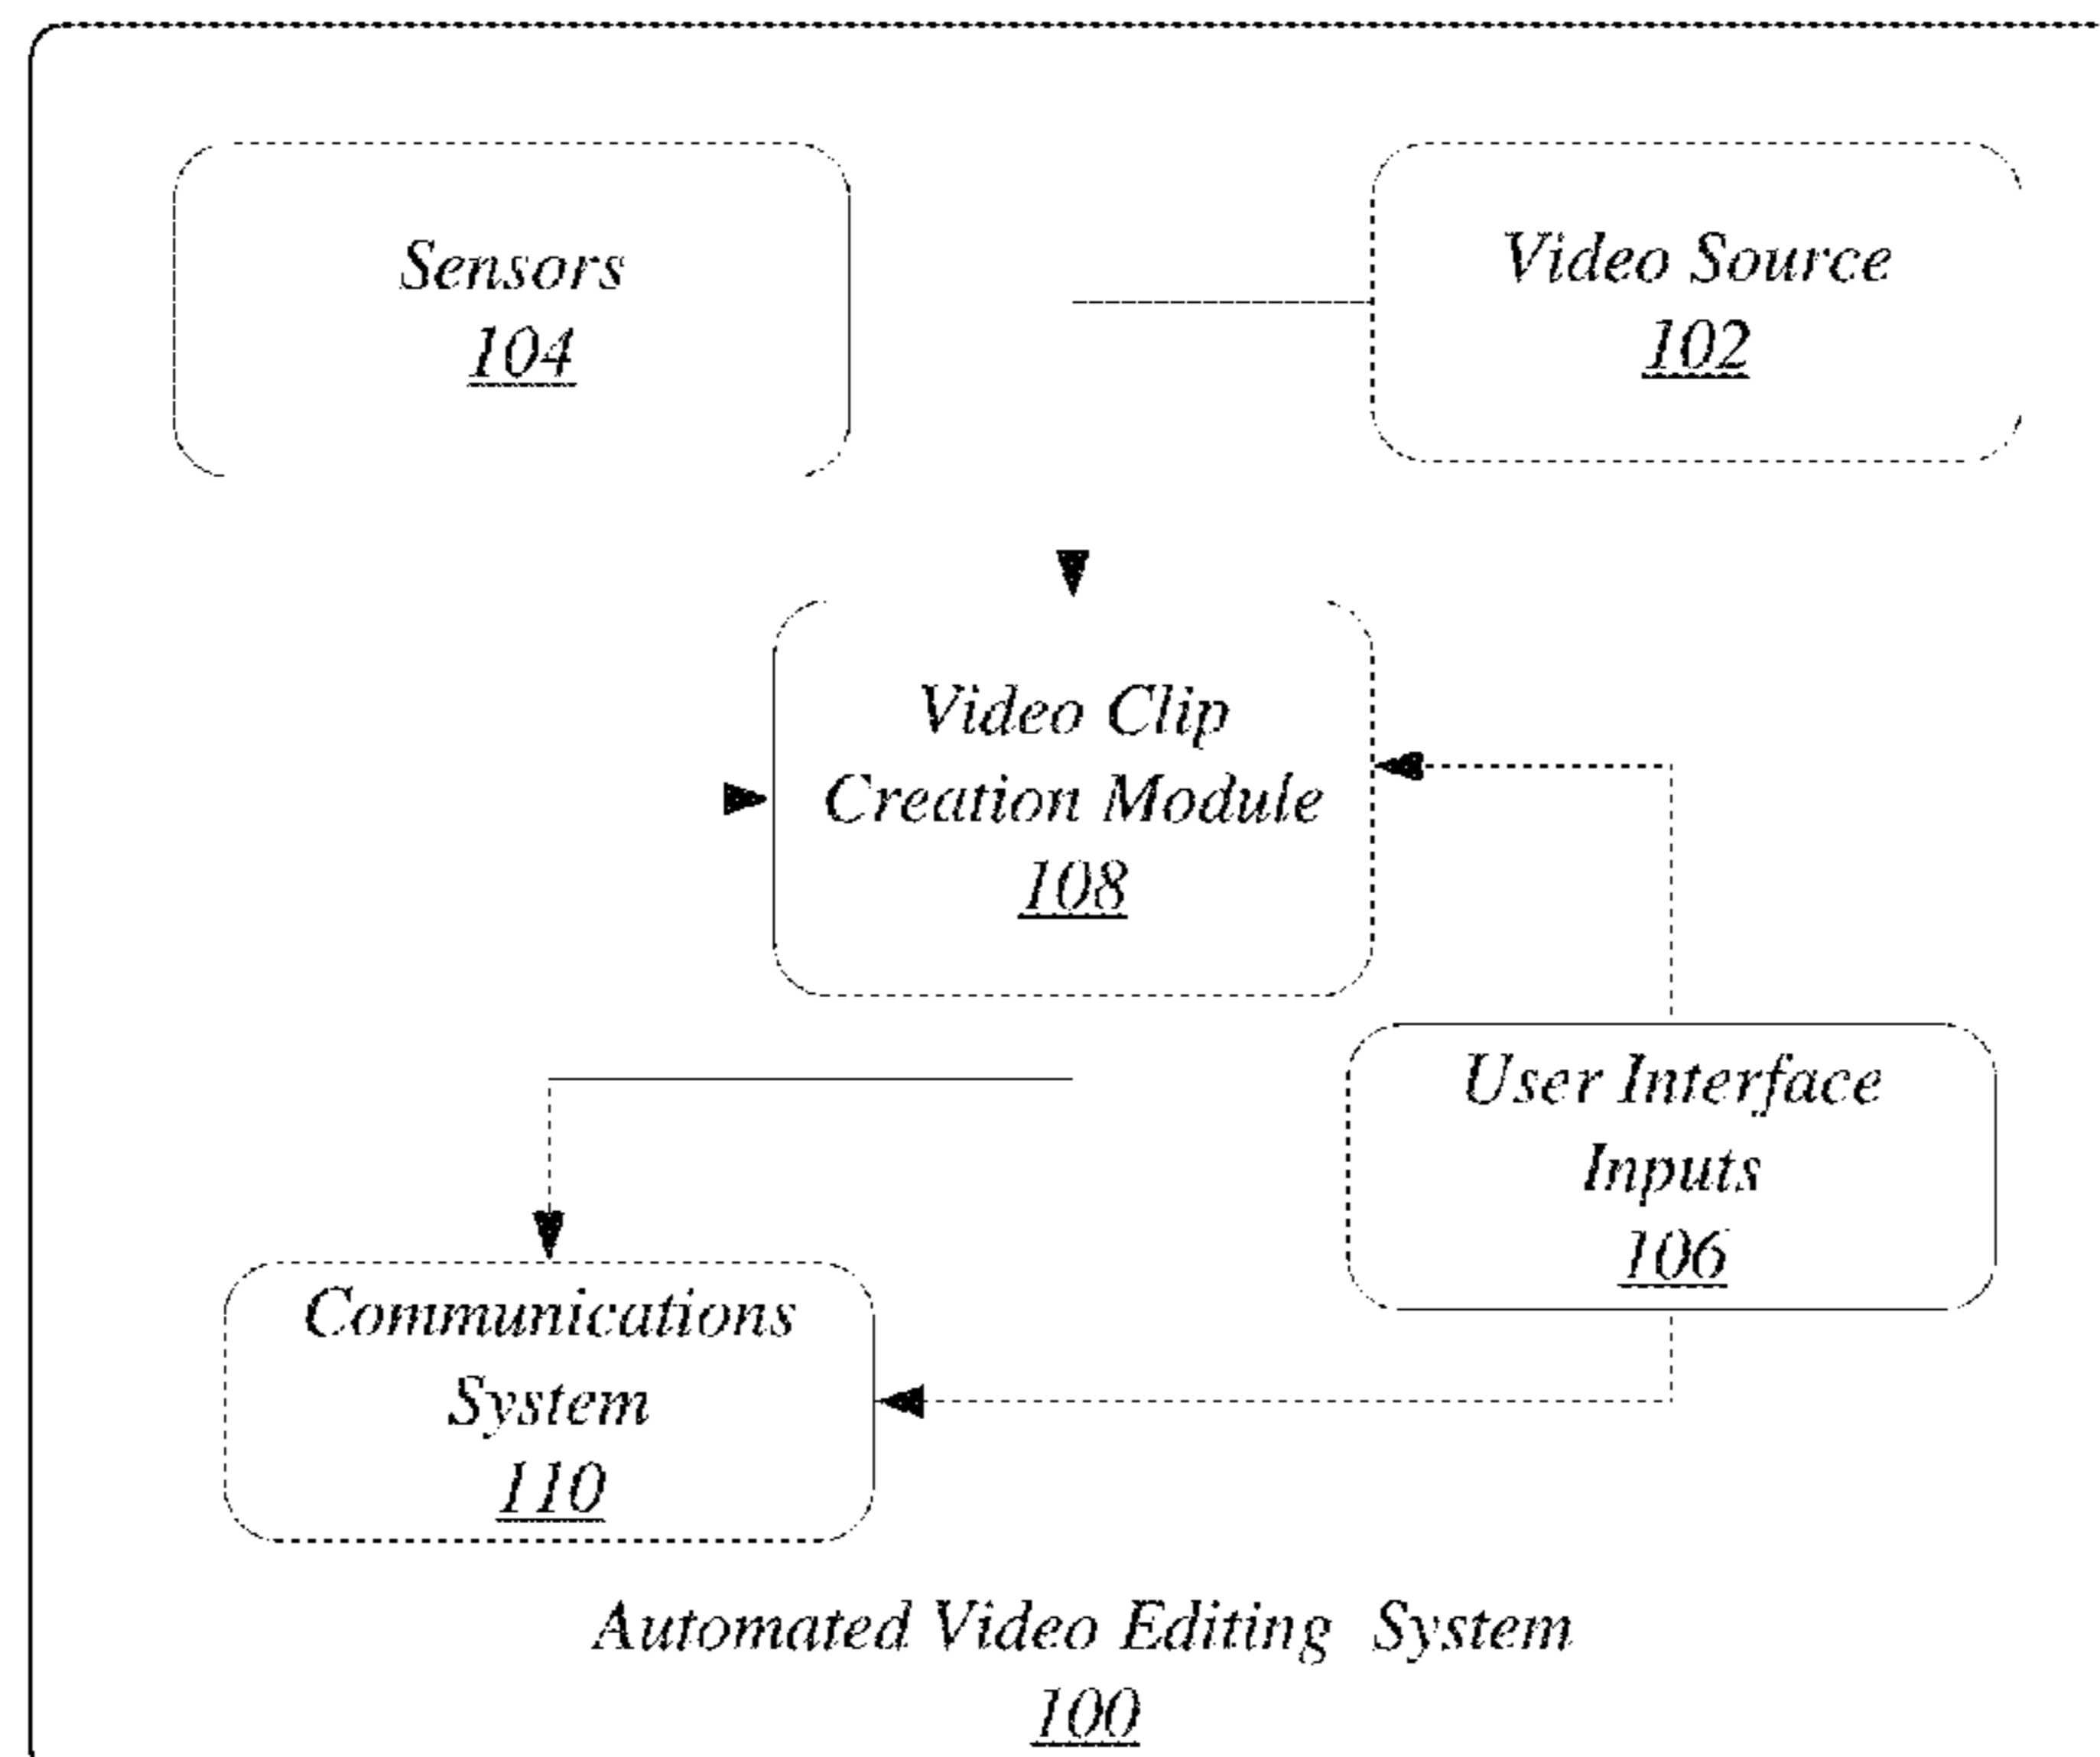 Sensors
104
Video Source
102
Video Clip
Creation Module
108
User Interface
Inputs
106
Communications
System
110
Automated Video Editing System
100